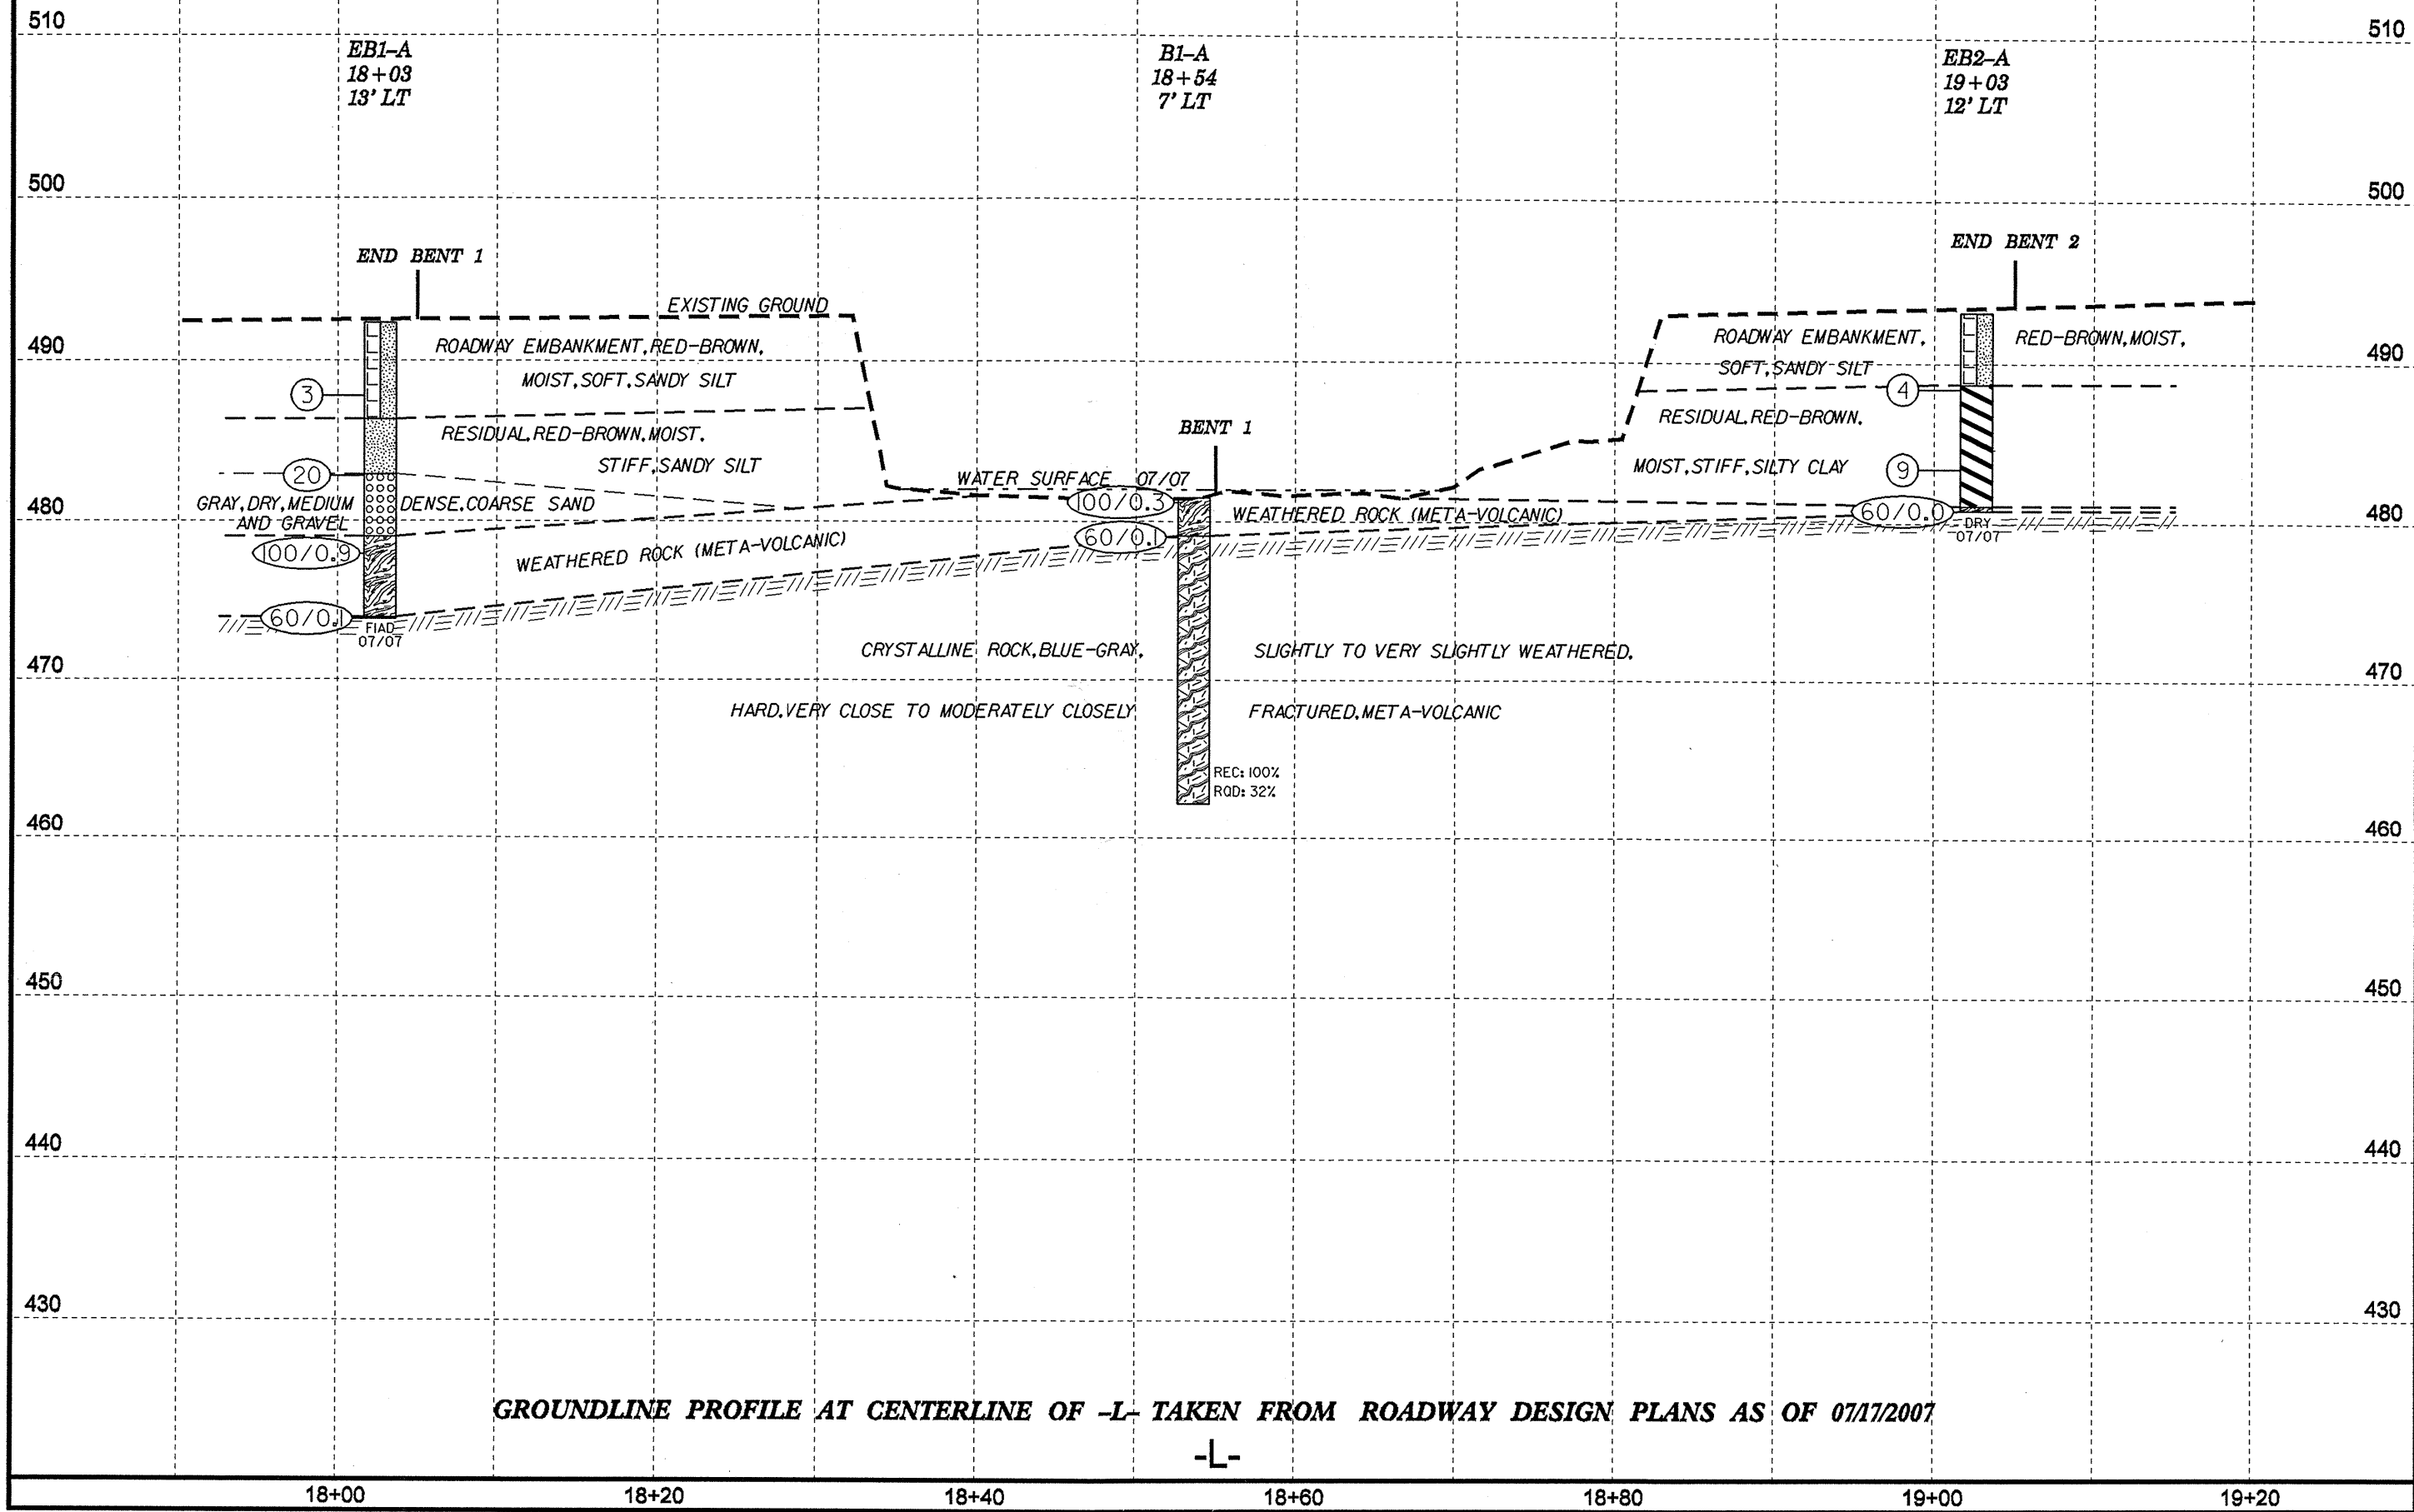 510
510
EB1-A
18+03
13' LT
B1-A
18+54
7' LT
EB2-A
19+03
12' LT
500
500
END BENT 1
END BENT 2
EXISTING GROUND
490
490
ROADWAY EMBANKMENT, RED-BROWN,
MOIST, SOFT, SANDY SILT
ROADWAY EMBANKMENT,
RED-BROWN, MOIST,
SOFT, SANDY SILT
3
4
RESIDUAL, RED-BROWN, MOIST,
STIFF, SANDY SILT
BENT 1
RESIDUAL, RED-BROWN,
MOIST, STIFF, SILTY CLAY
20
9
WATER SURFACE 07/07
GRAY, DRY, MEDIUM
DENSE, COARSE SAND
AND GRAVEL
480
480
100/0.3
60/0.0
WEATHERED ROCK (META-VOLCANIC)
DRY
07/07
60/0.1
100/0.9
WEATHERED ROCK (META-VOLCANIC)
60/0.1
FIAD
07/07
CRYSTALLINE ROCK, BLUE-GRAY,
SLIGHTLY TO VERY SLIGHTLY WEATHERED,
470
470
HARD, VERY CLOSE TO MODERATELY CLOSELY
FRACTURED, META-VOLCANIC
REC: 100%
RQD: 32%
460
460
450
450
440
440
430
430
GROUNDLINE PROFILE AT CENTERLINE OF -L- TAKEN FROM ROADWAY DESIGN PLANS AS OF 07/17/2007
-L-
18+00
18+20
18+40
18+60
18+80
19+00
19+20